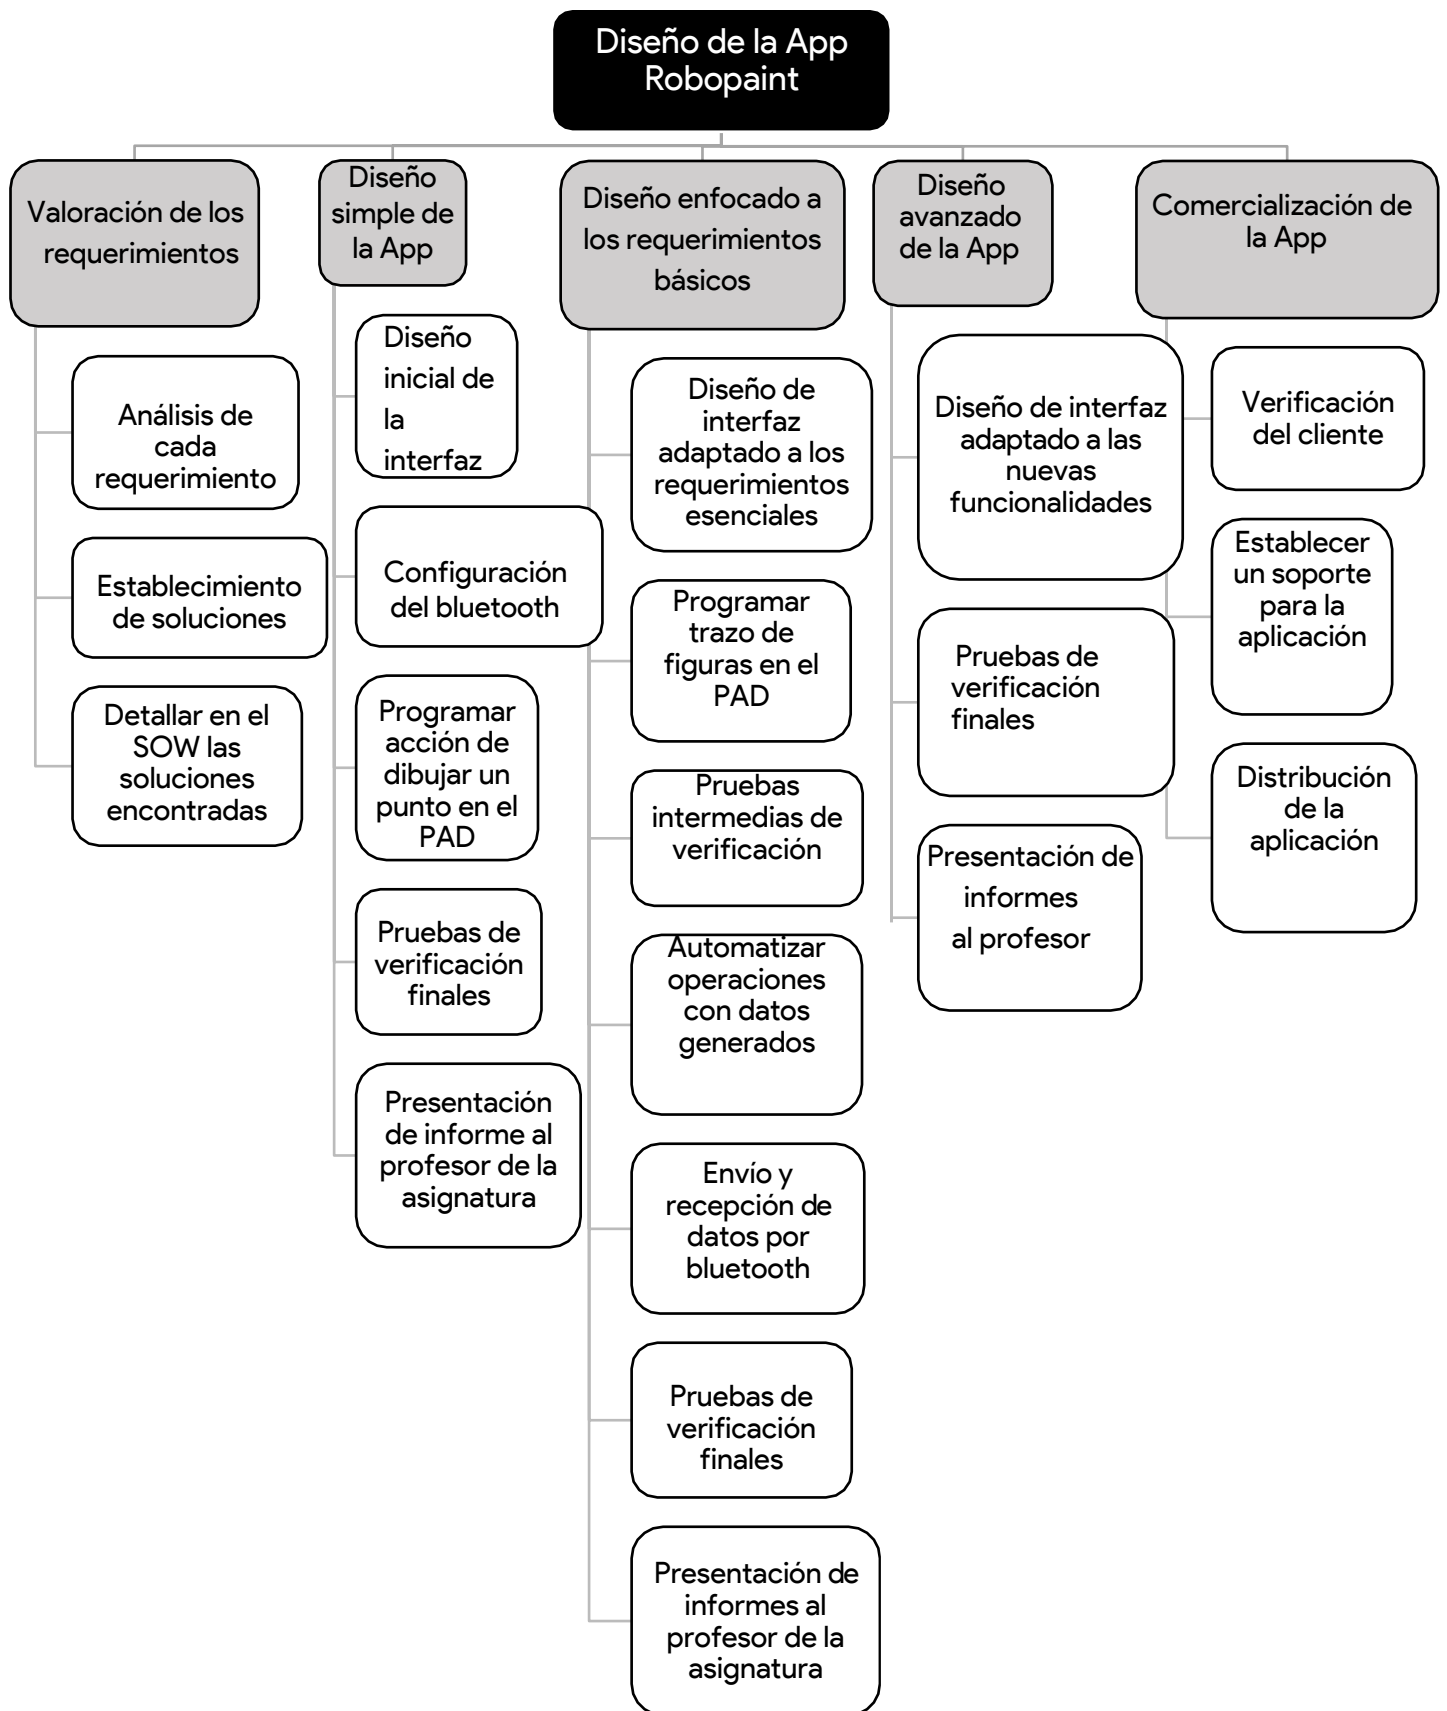 Diseño de la App
Robopaint
Valoración de los
requerimientos
Análisis de
cada
requerimiento
Establecimiento
de soluciones
Detallar en el
SOW las
soluciones
encontradas
Diseño
simple de
la App
Diseño
inicial de
la
interfaz
Configuración
del bluetooth
Programar
acción de
dibujar un
punto en el
PAD
Pruebas de
verificación
finales
Presentación
de informe al
profesor de la
asignatura
Diseño enfocado a
los requerimientos
básicos
Diseño de
interfaz
adaptado a los
requerimientos
esenciales
Programar
trazo de
figuras en el
PAD
Pruebas
intermedias de
verificación
Automatizar
operaciones
con datos
generados
Envío y
recepción de
datos por
bluetooth
Pruebas de
verificación
finales
Presentación de
informes al
profesor de la
asignatura
Diseño
avanzado
de la App
Diseño de interfaz
adaptado a las
nuevas
funcionalidades
Pruebas de
verificación
finales
Presentación de
informes
al profesor
Comercialización de
la App
Verificación
del cliente
Establecer
un soporte
para la
aplicación
Distribución
de la
aplicación